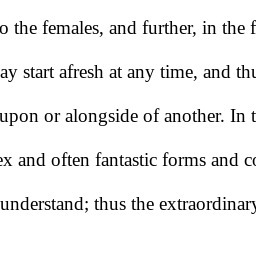 o the females, and further, in the f
ay start afresh at any time, and thu
upon or alongside of another. In t
ex and often fantastic forms and co
understand; thus the extraordinary